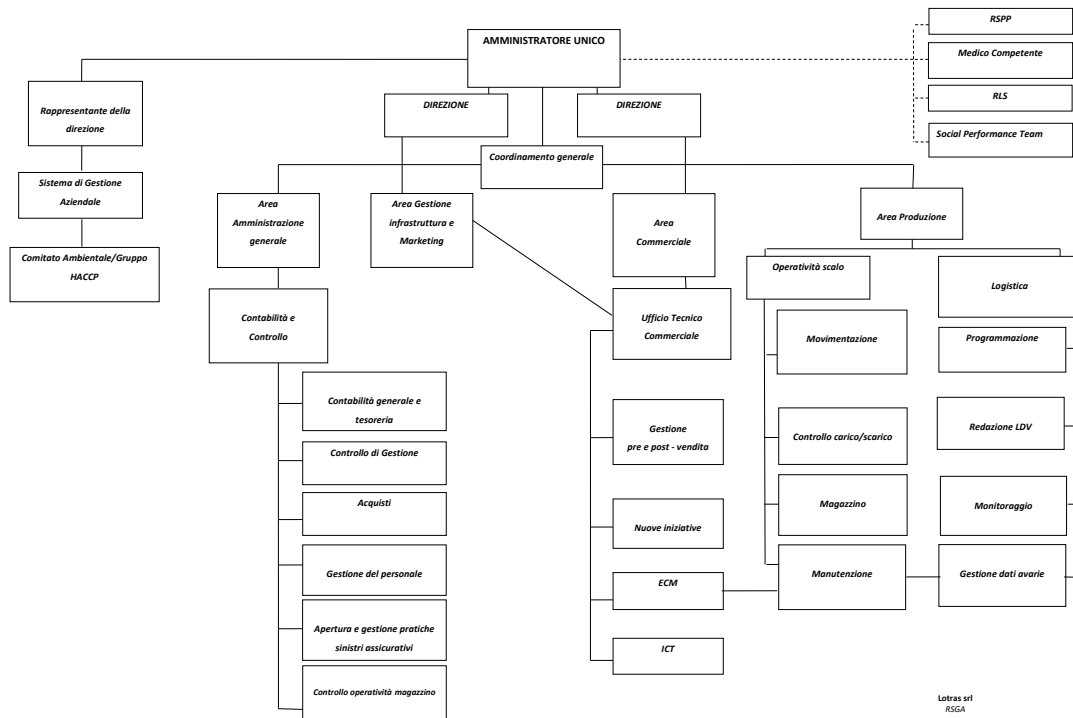 RSPP
AMMINISTRATORE UNICO
Medico Competente
Rappresentante della
direzione
DIREZIONE
DIREZIONE
RLS
Social Performance Team
Coordinamento generale
Sistema di Gestione
Aziendale
Area
Amministrazione
generale
Area Gestione
infrastruttura e
Marketing
Area
Commerciale
Area Produzione
Comitato Ambientale/Gruppo
HACCP
Operatività scalo
Logistica
Contabilità e
Controllo
Ufficio Tecnico
Commerciale
Movimentazione
Programmazione
Contabilità generale e
tesoreria
Gestione
pre e post - vendita
Controllo carico/scarico
Redazione LDV
Controllo di Gestione
Acquisti
Nuove iniziative
Magazzino
Monitoraggio
Gestione del personale
ECM
Manutenzione
Gestione dati avarie
Apertura e gestione pratiche
sinistri assicurativi
ICT
Controllo operatività magazzino
Lotras srl
RSGA